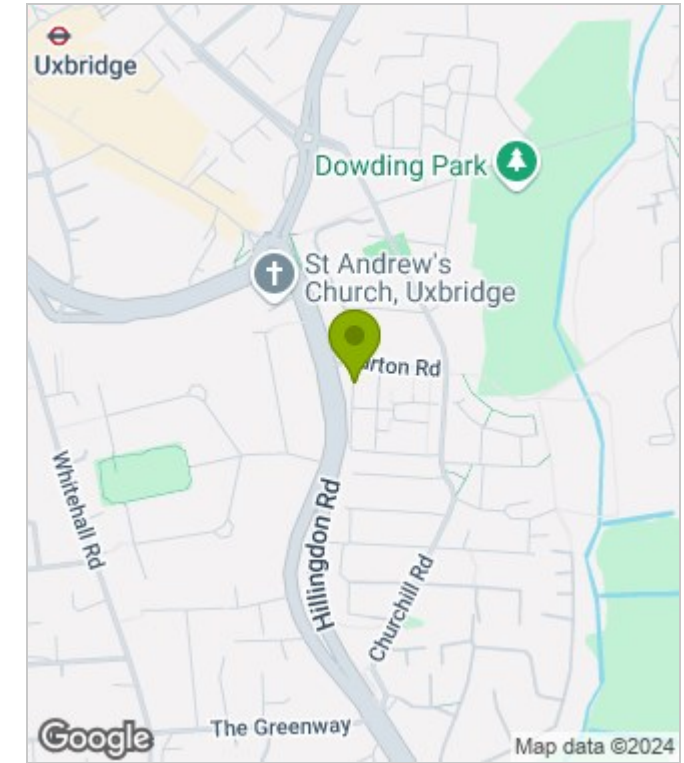 Uxbridge
Dowding Park
St Andrew's
Church, Uxbridge
Rd
Whitehall Rd
Hillingdon Rd
Churchill Rd
The Greenway
Google
Map data ©2024